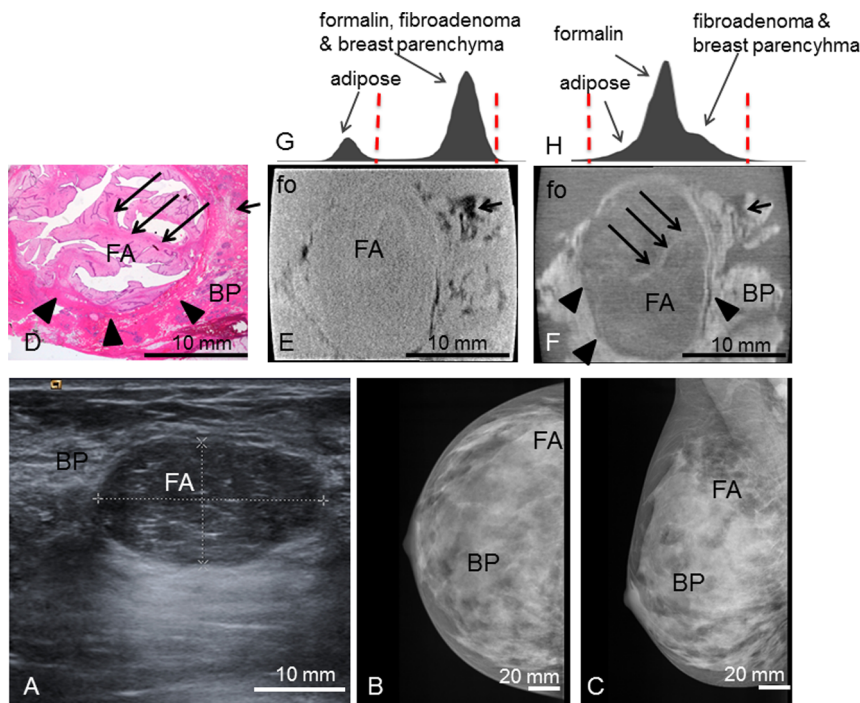 formalin, fibroadenoma
& breast parenchyma
adipose
G
fibroadenoma &
breast parencyhma
formalin
adipose
H
FA
BP
D
10 mm
fo
FA
E
10 mm
fo
FA
BP
F
10 mm
BP
FA
A
10 mm
FA
BP
B
20 mm
FA
BP
C
20 mm